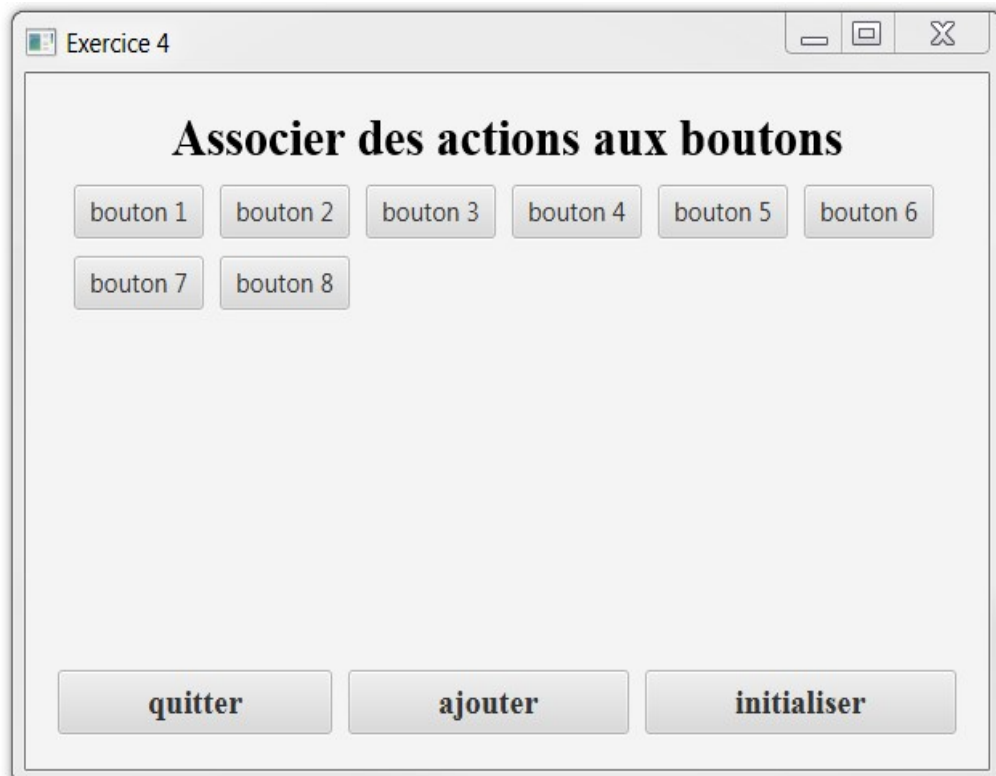 Exercice 4
Associer des actions aux boutons
bouton 1 bouton 2 bouton 3 bouton 4 bouton 5 bouton 6
bouton 7 bouton 8
quitter ajouter initialiser